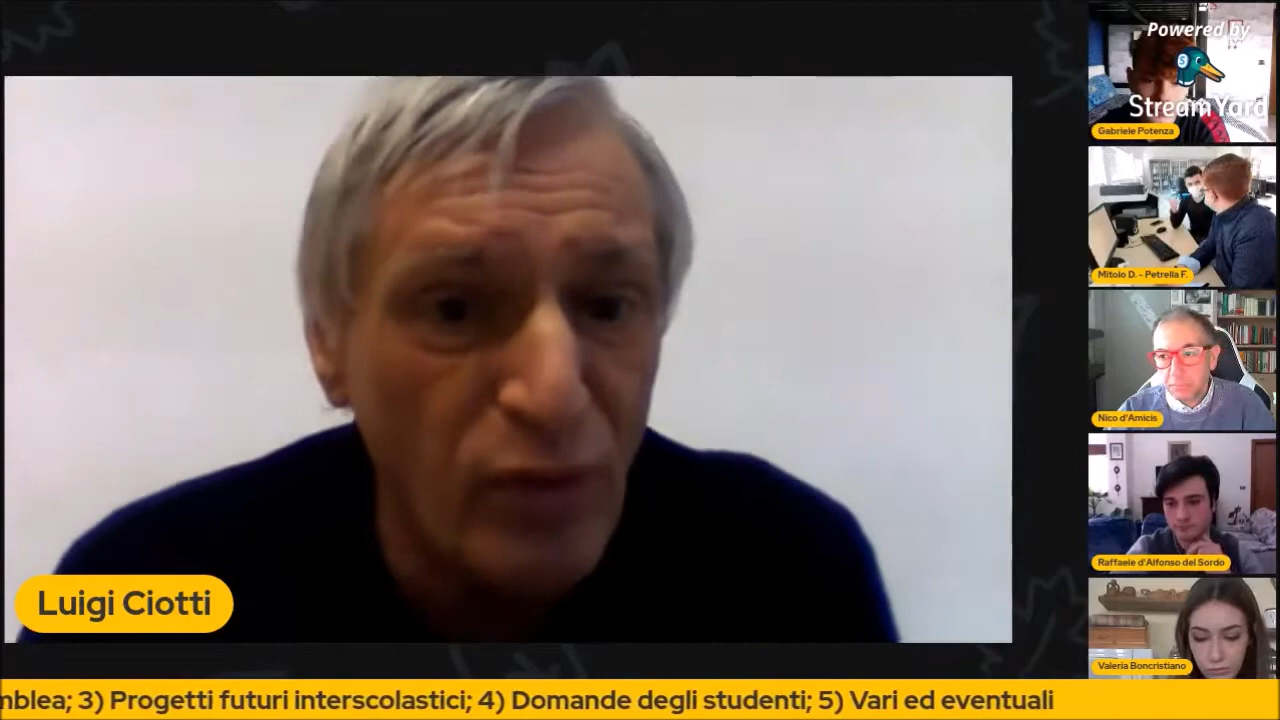 Powered by
StreamYard
Gabriele Potenza
Mitolo D. - Petrella F.
Nico d'Amicis
Raffaele d'Alfonso del Sordo
Valeria Boncristiano
Luigi Ciotti
mblea; 3) Progetti futuri interscolastici; 4) Domande degli studenti; 5) Vari ed eventuali